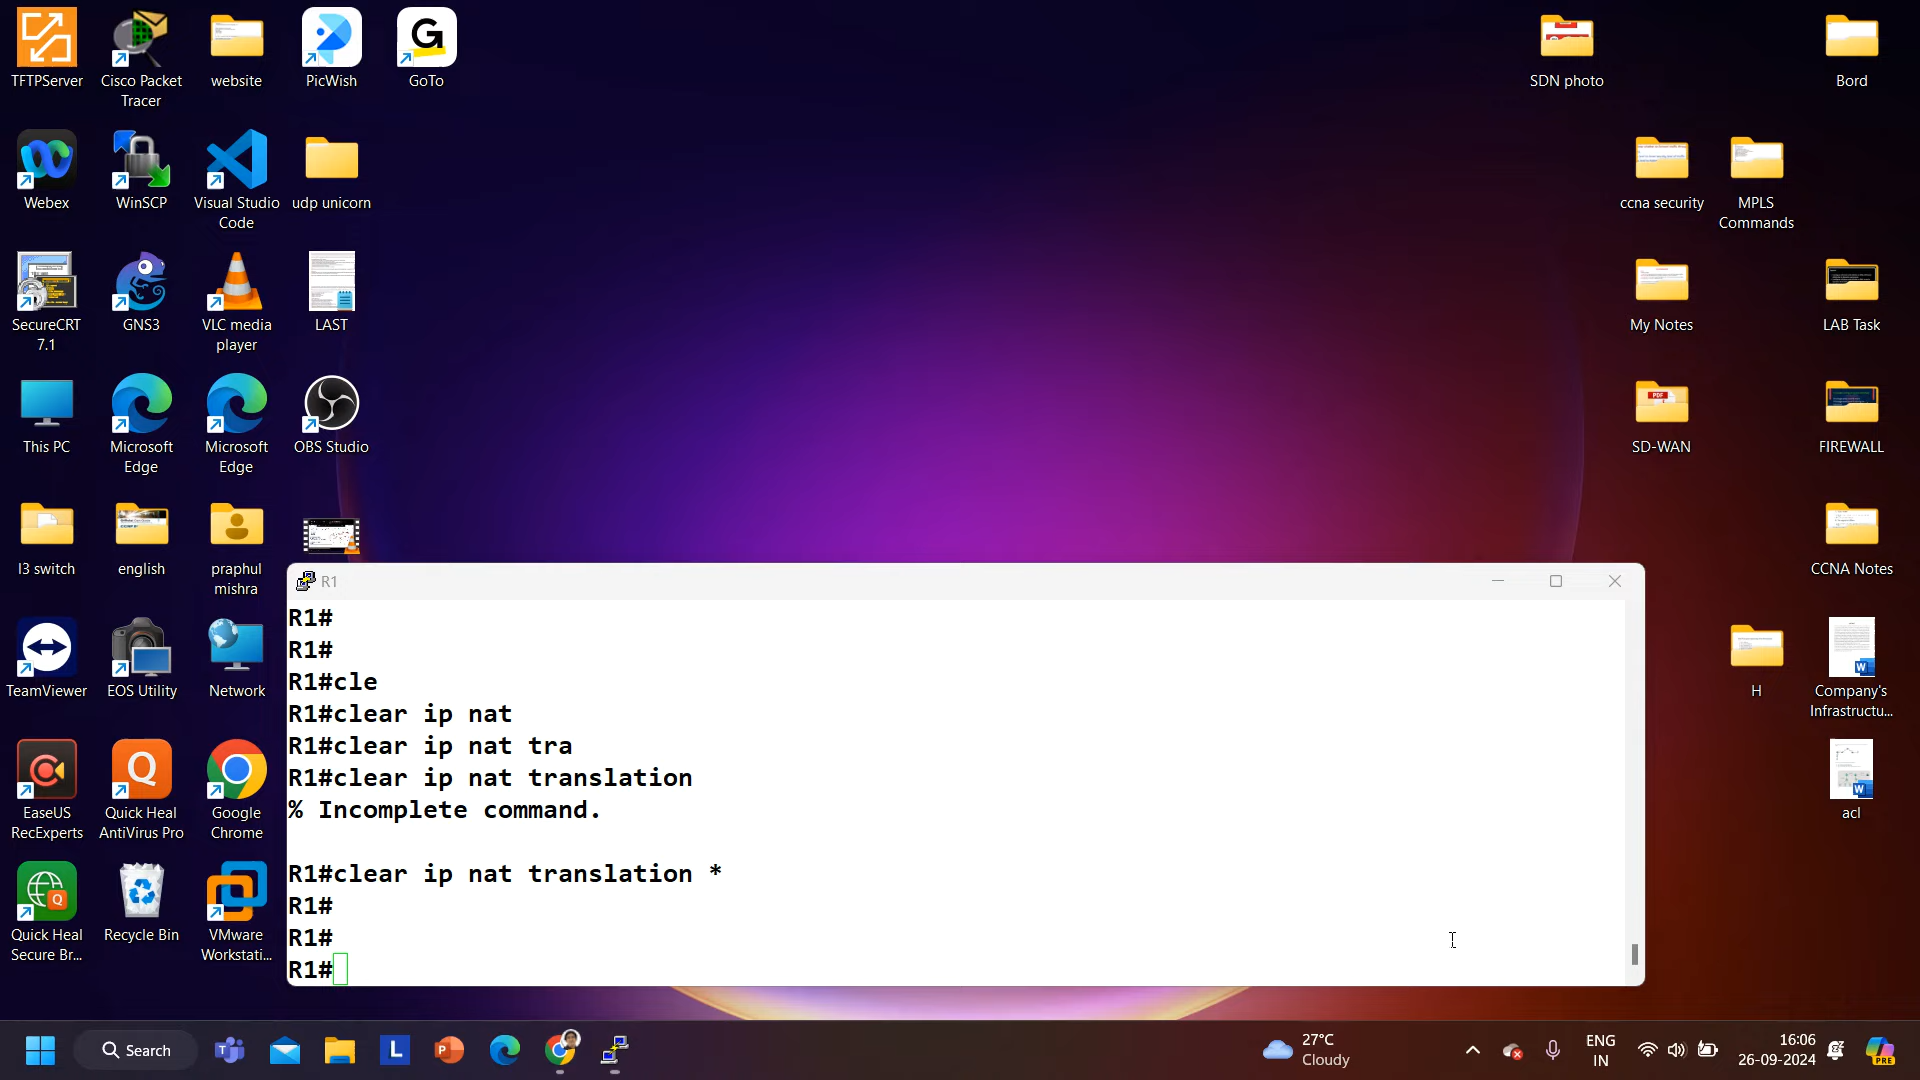 TFTPServer
Cisco Packet
Tracer
website
PicWish
G
GoTo
SDN photo
Bord
Webex
WinSCP
Visual Studio
Code
udp unicorn
ccna security
MPLS
Commands
SecureCRT
7.1
GNS3
VLC media
player
LAST
My Notes
LAB Task
This PC
Microsoft
Edge
Microsoft
Edge
OBS Studio
PDF
SD-WAN
FIREWALL
l3 switch
english
praphul
mishra
CCNA Notes
TeamViewer
EOS Utility
Network
H
W
Company's
Infrastructu...
EaseUS
RecExperts
Q
Quick Heal
AntiVirus Pro
Google
Chrome
W
acl
Q
Quick Heal
Secure Br...
Recycle Bin
VMware
Workstati...
R1
R1#
R1#
R1#cle
R1#clear ip nat
R1#clear ip nat tra
R1#clear ip nat translation
% Incomplete command.
R1#clear ip nat translation *
R1#
R1#
R1#
Search
L
P
27°C
Cloudy
ENG
IN
16:06
26-09-2024
PRE